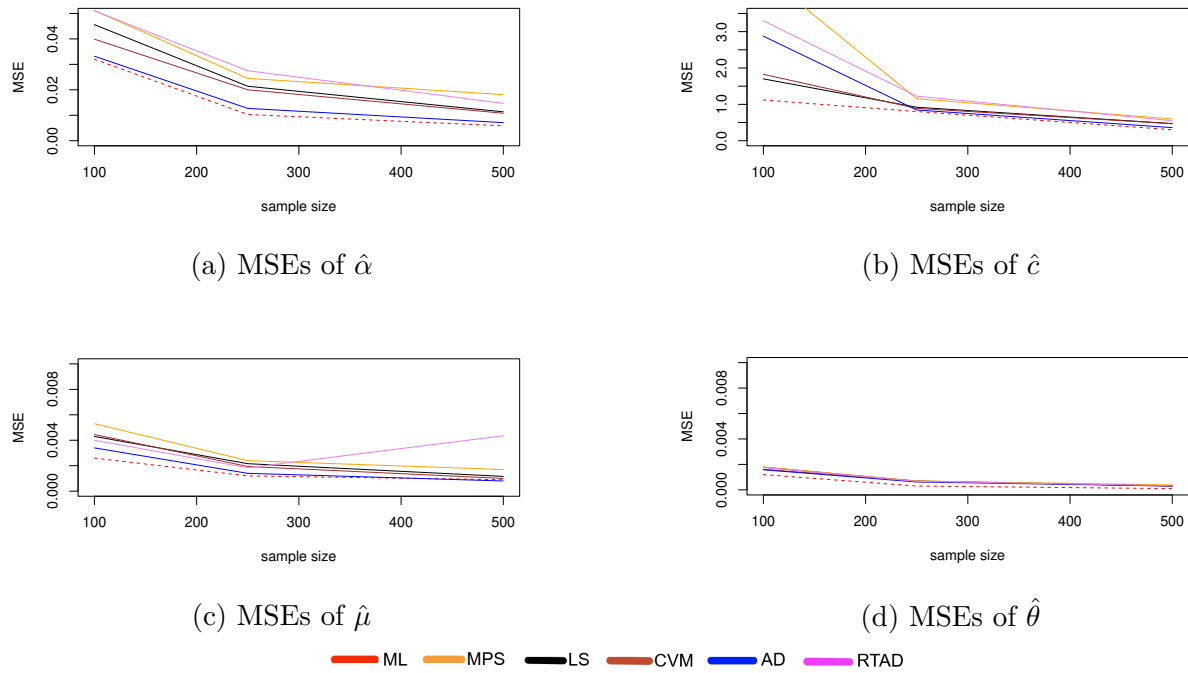 MSE
0.00
0.02
0.04
100
200
300
400
500
sample size
(a) MSEs of α̂
MSE
0.0
1.0
2.0
3.0
100
200
300
400
500
sample size
(b) MSEs of ĉ
MSE
0.000
0.004
0.008
100
200
300
400
500
sample size
(c) MSEs of μ̂
MSE
0.000
0.004
0.008
100
200
300
400
500
sample size
(d) MSEs of θ̂
ML MPS LS CVM AD RTAD